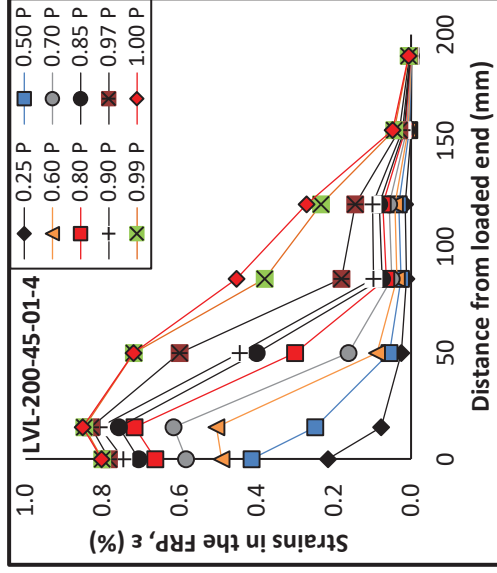 LVL-200-45-01-4
0.25 P
0.50 P
0.60 P
0.70 P
0.80 P
0.85 P
0.90 P
0.97 P
0.99 P
1.00 P
Strains in the FRP, ε (%)
1.0
0.8
0.6
0.4
0.2
0.0
0
50
100
150
200
Distance from loaded end (mm)